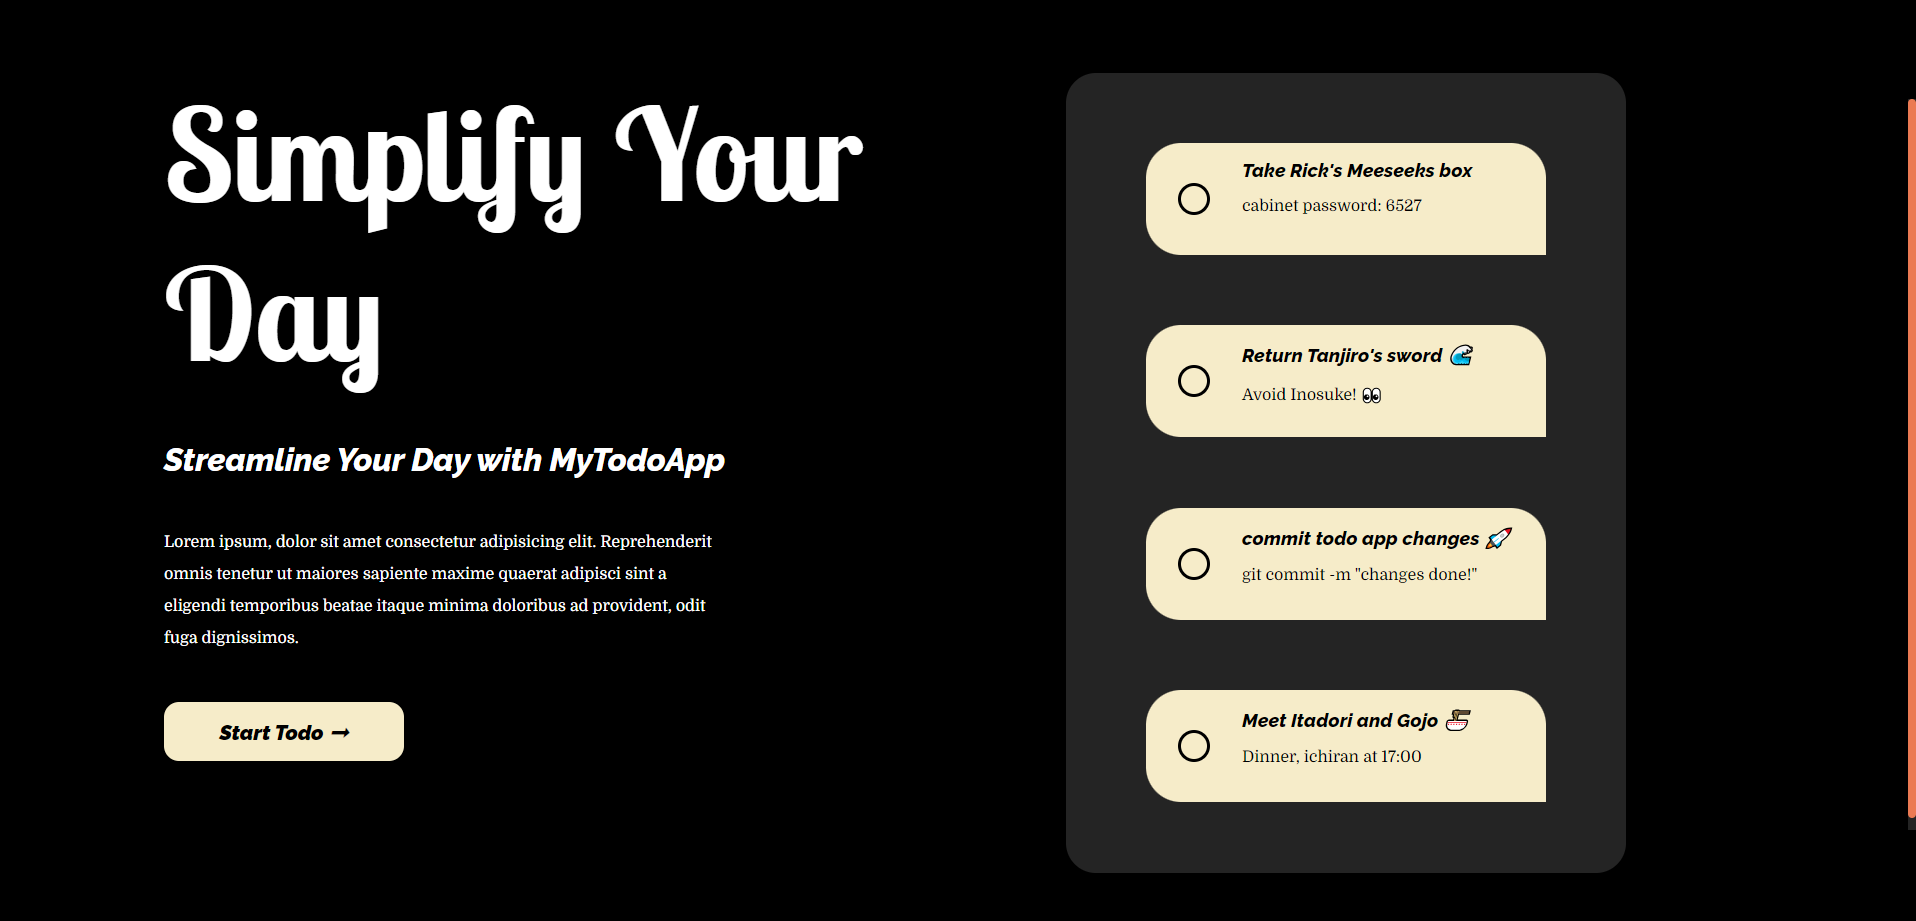 Simplify Your
Day
Streamline Your Day with MyTodoApp
Lorem ipsum, dolor sit amet consectetur adipisicing elit. Reprehenderit
omnis tenetur ut maiores sapiente maxime quaerat adipisci sint a
eligendi temporibus beatae itaque minima doloribus ad provident, odit
fuga dignissimos.
Start Todo ➞
Take Rick's Meeseeks box
cabinet password: 6527
Return Tanjiro's sword 🌊
Avoid Inosuke! 👀
commit todo app changes 🚀
git commit -m "changes done!"
Meet Itadori and Gojo 🍜
Dinner, ichiran at 17:00